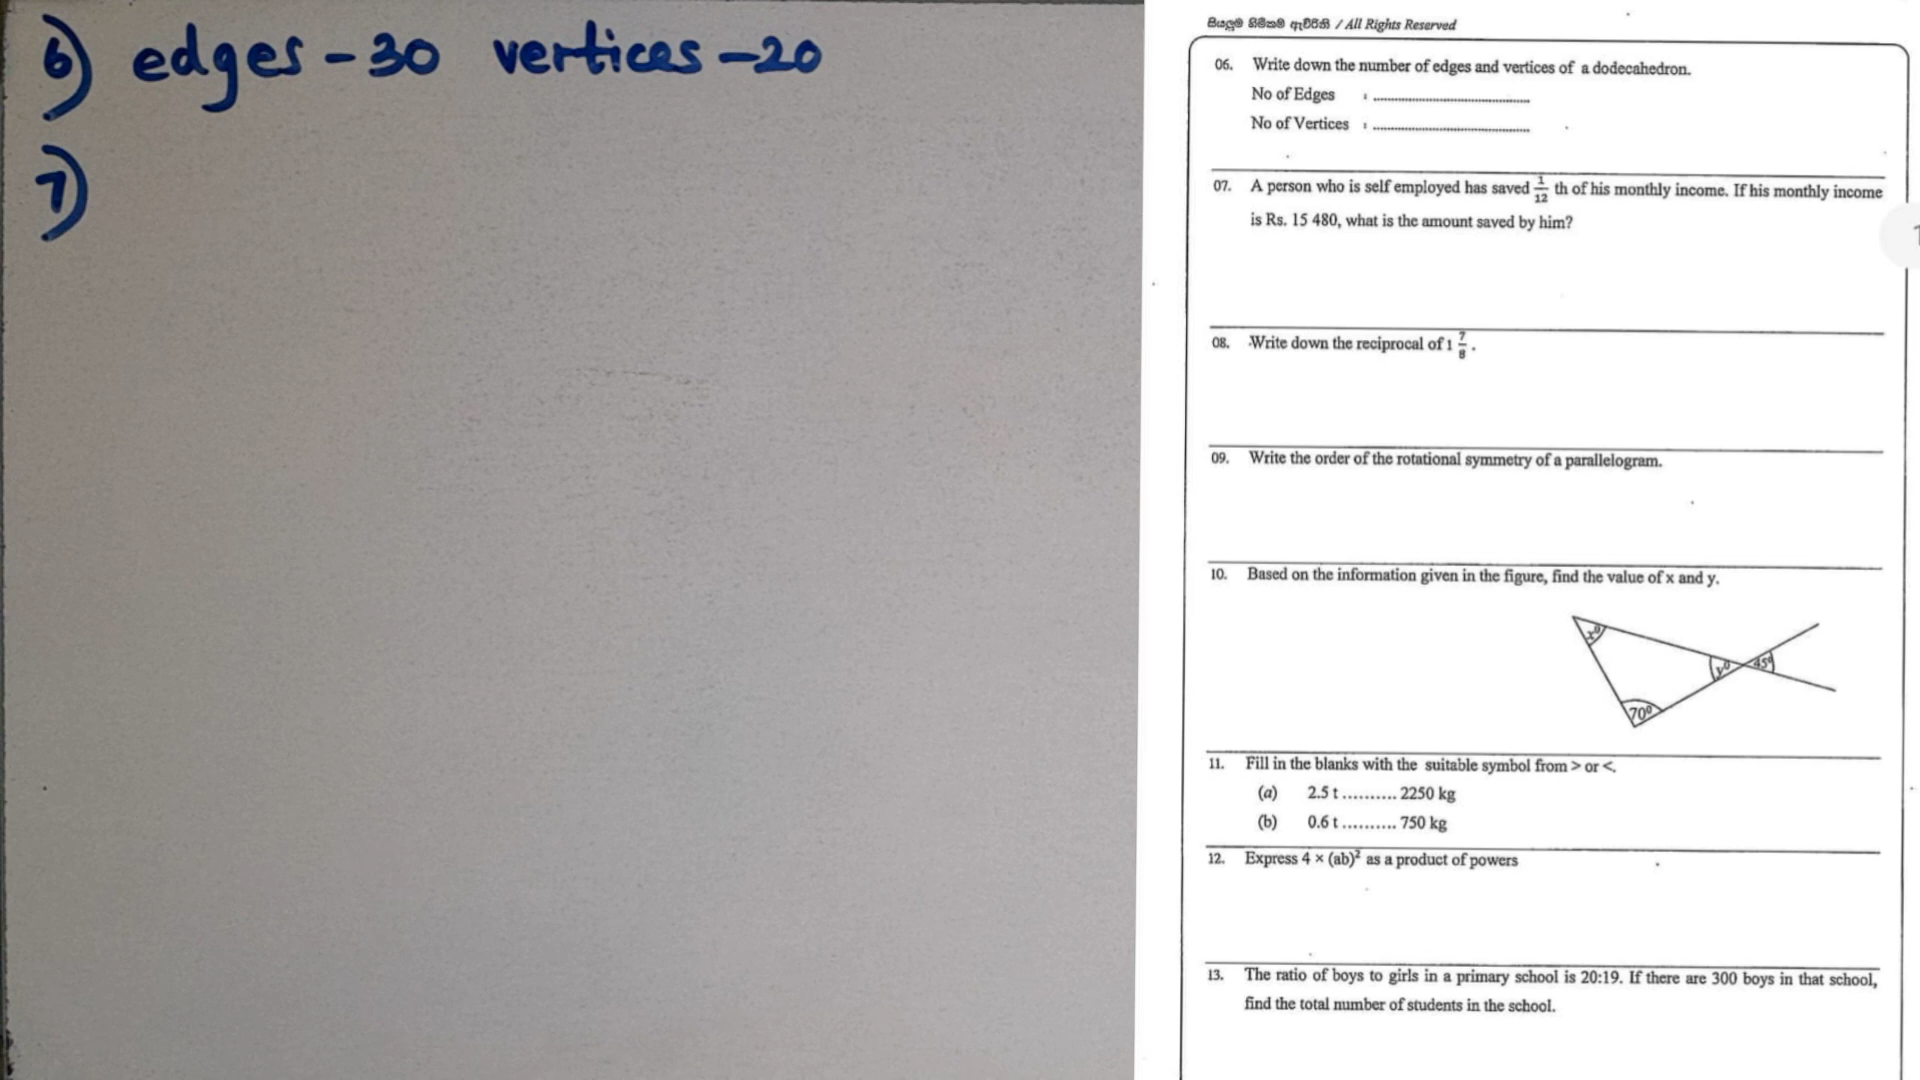 6) edges - 30 vertices - 20
7)
සියලුම හිමිකම් ඇවිරිණි / All Rights Reserved
06. Write down the number of edges and vertices of a dodecahedron.
No of Edges : ........................................
No of Vertices : ........................................
07. A person who is self employed has saved 1/12 th of his monthly income. If his monthly income
is Rs. 15 480, what is the amount saved by him?
08. Write down the reciprocal of 1 7/8 .
09. Write the order of the rotational symmetry of a parallelogram.
10. Based on the information given in the figure, find the value of x and y.
x⁰
y⁰ 45⁰
70⁰
11. Fill in the blanks with the suitable symbol from > or <.
(a) 2.5 t .......... 2250 kg
(b) 0.6 t .......... 750 kg
12. Express 4 × (ab)² as a product of powers
13. The ratio of boys to girls in a primary school is 20:19. If there are 300 boys in that school,
find the total number of students in the school.